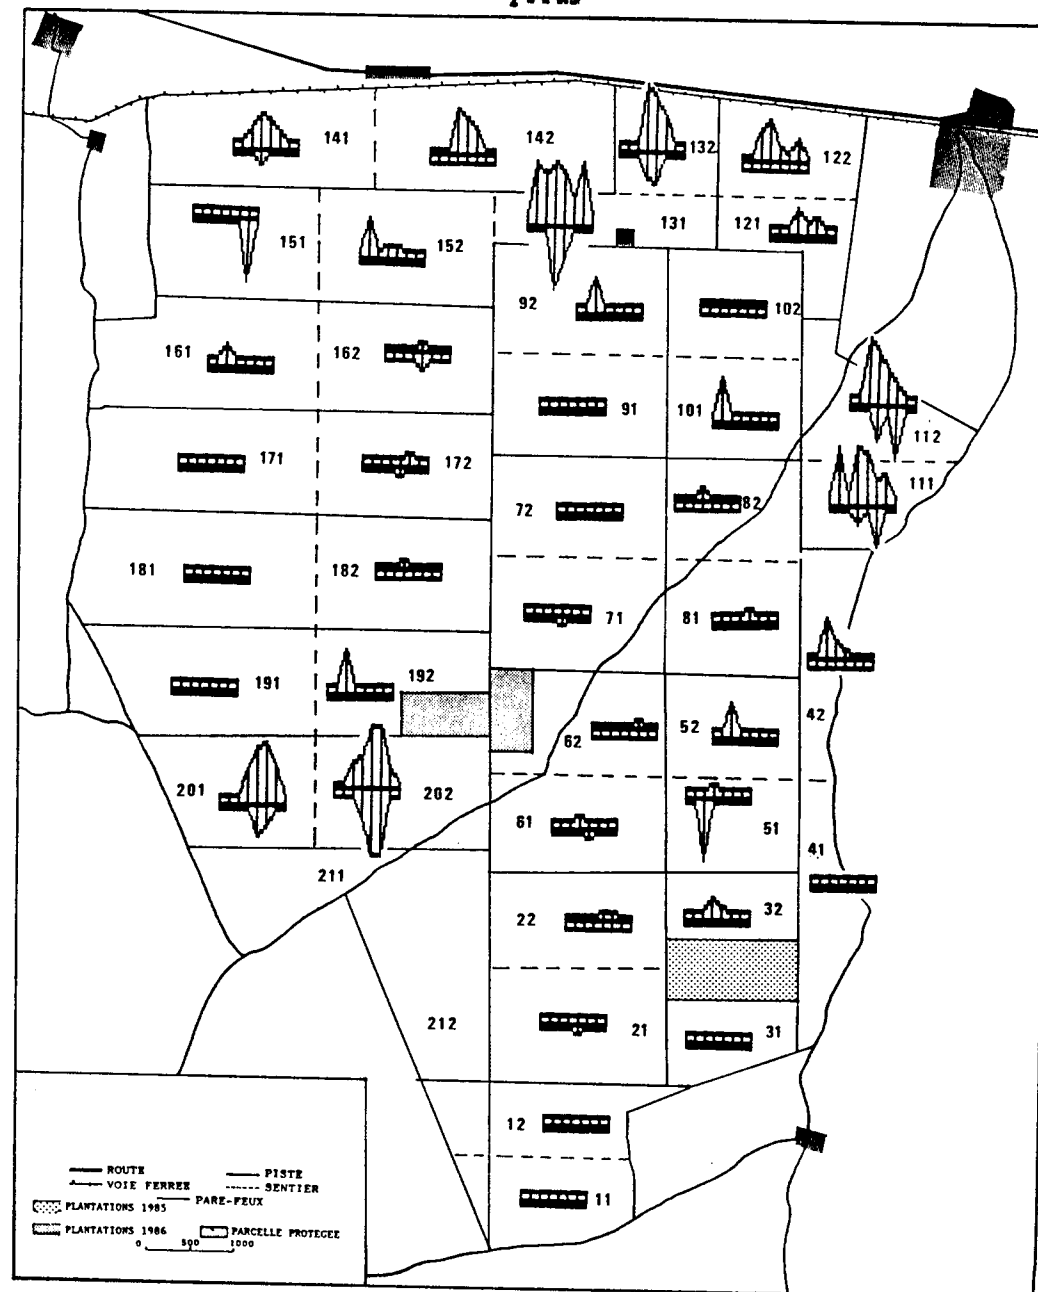 141 142 132 122
151 152 131 121
92 102
161 162
91 101 112
171 172 111
72 82
181 182
71 81
191 192 42
62 52
201 202
61 51 41
211
22 32
212 21 31
12
11
ROUTE PISTE
VOIE FERREE SENTIER
PARE-FEUX
PLANTATIONS 1985
PLANTATIONS 1986 PARCELLE PROTEGEE
0 500 1000